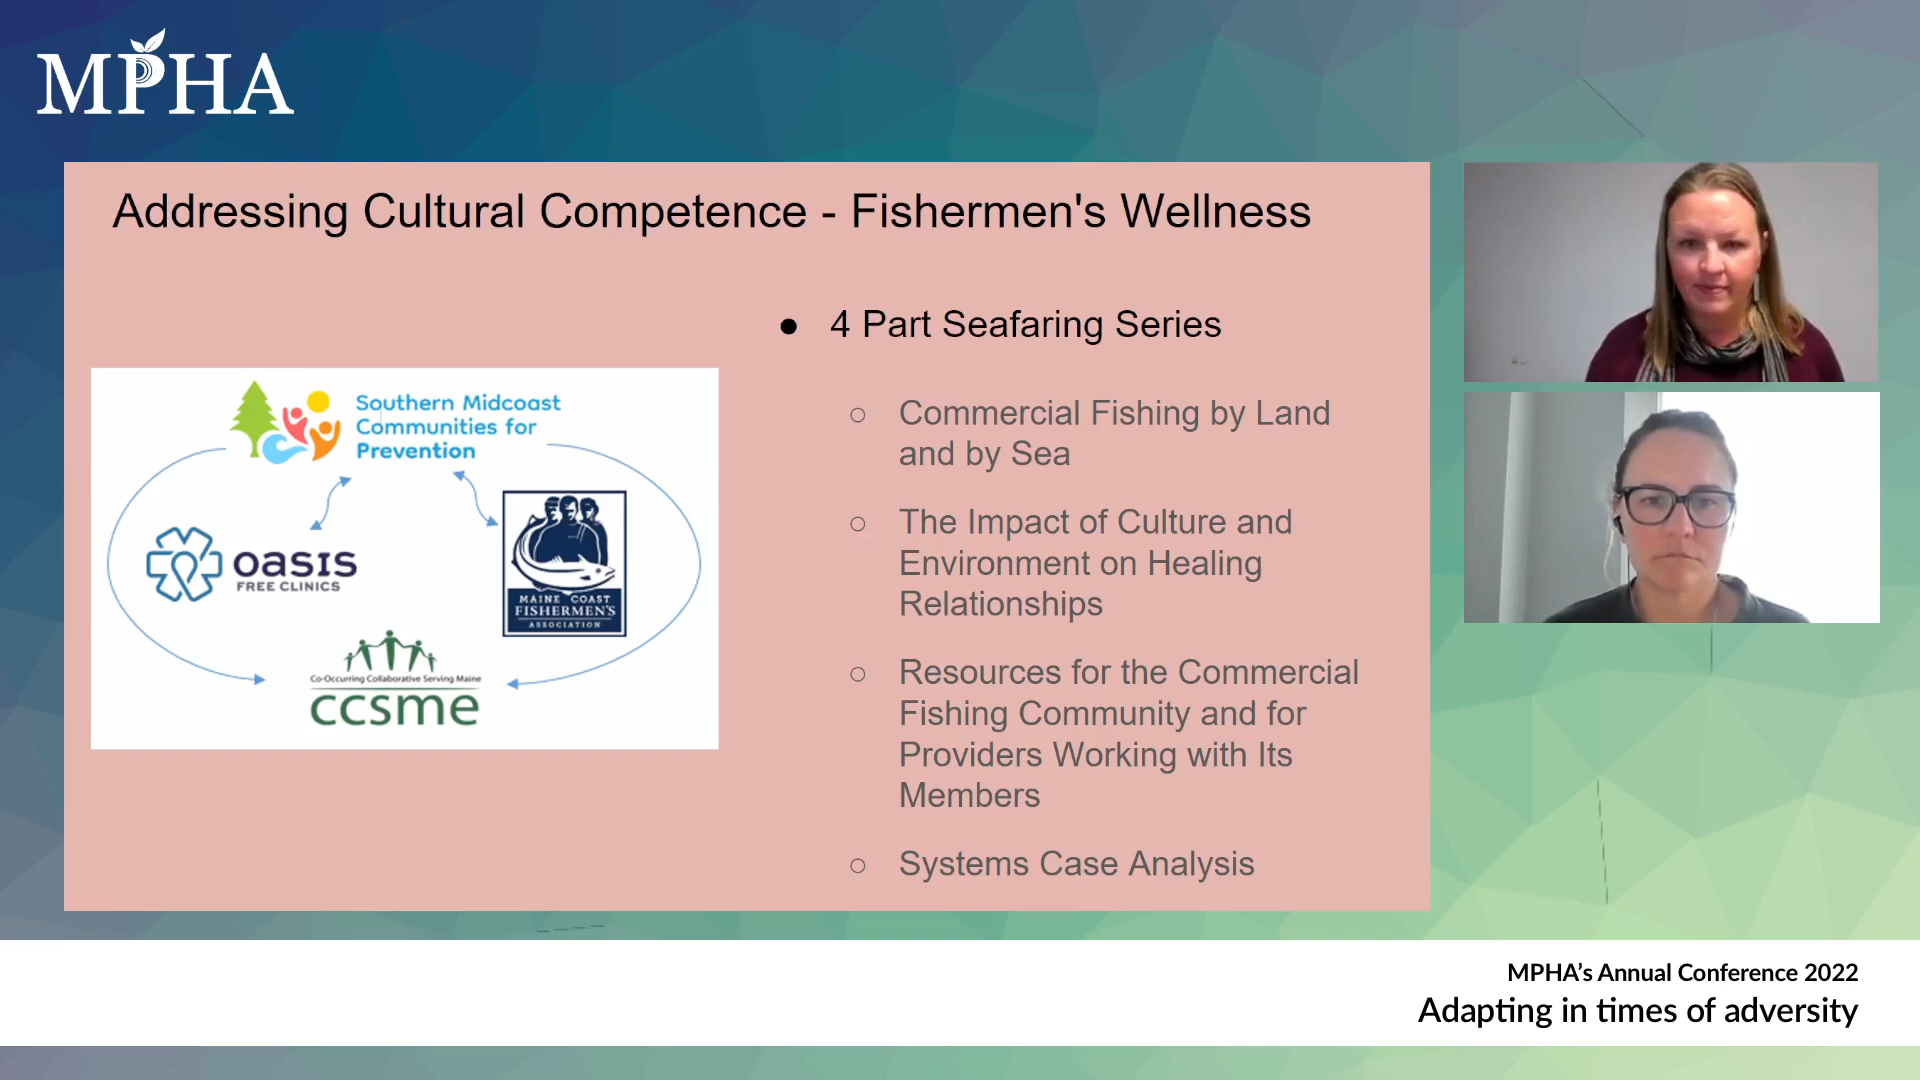 MPHA
Addressing Cultural Competence - Fishermen's Wellness
● 4 Part Seafaring Series
○ Commercial Fishing by Land
and by Sea
○ The Impact of Culture and
Environment on Healing
Relationships
○ Resources for the Commercial
Fishing Community and for
Providers Working with Its
Members
○ Systems Case Analysis
Southern Midcoast
Communities for
Prevention
OASIS
FREE CLINICS
MAINE COAST
FISHERMEN'S
ASSOCIATION
Co-Occurring Collaborative Serving Maine
ccsme
MPHA’s Annual Conference 2022
Adapting in times of adversity